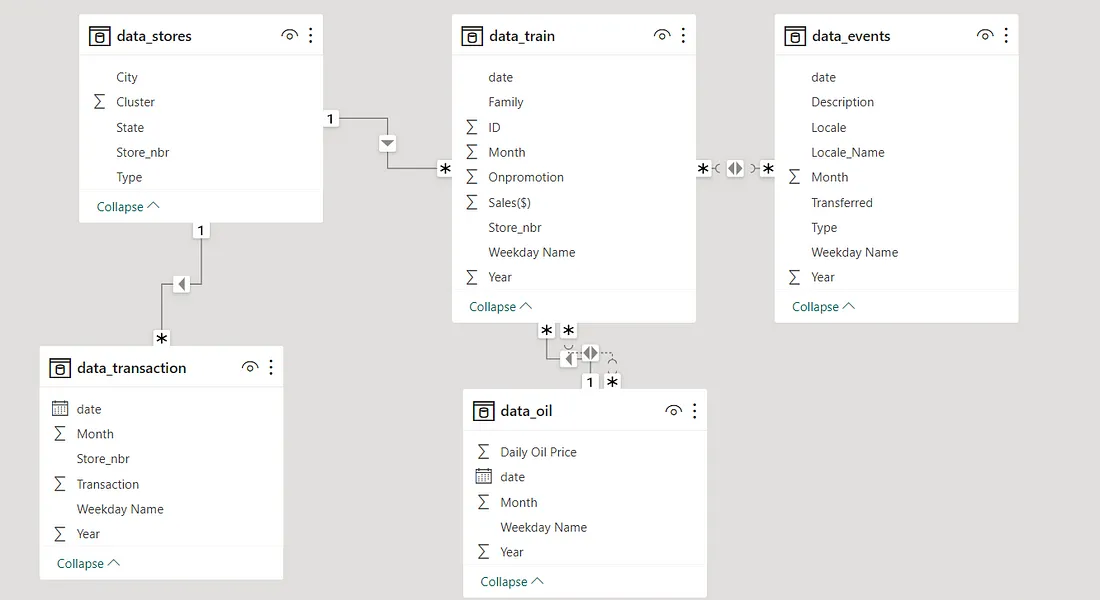 data_stores
City
Cluster
State
Store_nbr
Type
Collapse
data_train
date
Family
ID
Month
Onpromotion
Sales($)
Store_nbr
Weekday Name
Year
Collapse
data_events
date
Description
Locale
Locale_Name
Month
Transferred
Type
Weekday Name
Year
Collapse
1
*
*
*
1
*
*
*
1
*
data_transaction
date
Month
Store_nbr
Transaction
Weekday Name
Year
Collapse
data_oil
Daily Oil Price
date
Month
Weekday Name
Year
Collapse